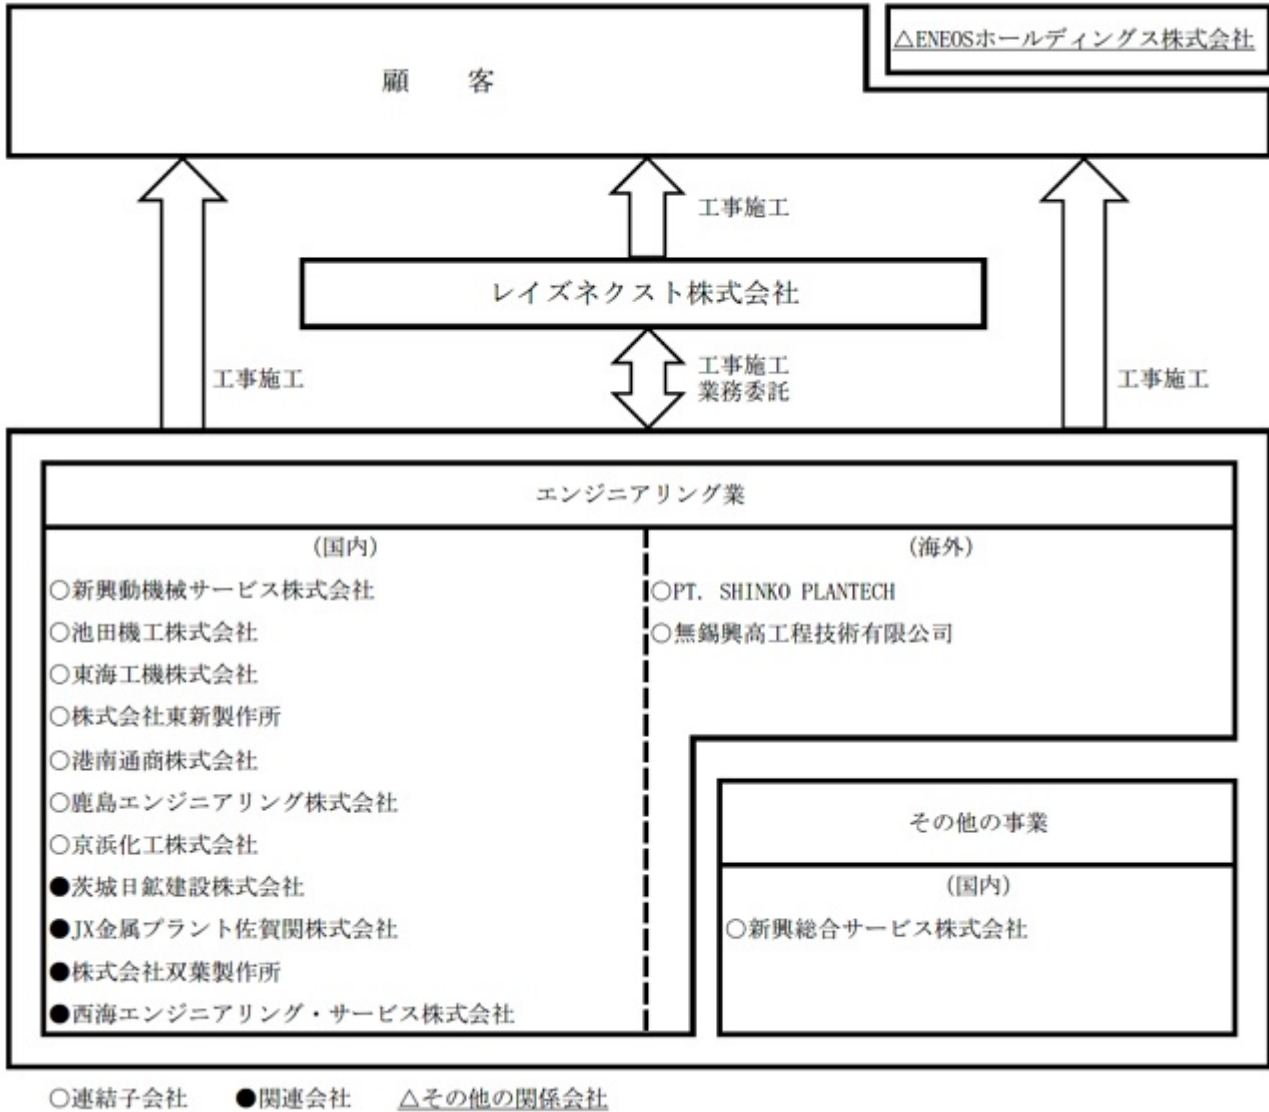 △ENEOSホールディングス株式会社
顧　客
工事施工
レイズネクスト株式会社
工事施工
工事施工
業務委託
工事施工
エンジニアリング業
(国内)
○新興動機械サービス株式会社
○池田機工株式会社
○東海工機株式会社
○株式会社東新製作所
○港南通商株式会社
○鹿島エンジニアリング株式会社
○京浜化工株式会社
●茨城日鉱建設株式会社
●JX金属プラント佐賀関株式会社
●株式会社双葉製作所
●西海エンジニアリング・サービス株式会社
(海外)
○PT. SHINKO PLANTECH
○無錫興高工程技術有限公司
その他の事業
(国内)
○新興総合サービス株式会社
○連結子会社　●関連会社　△その他の関係会社